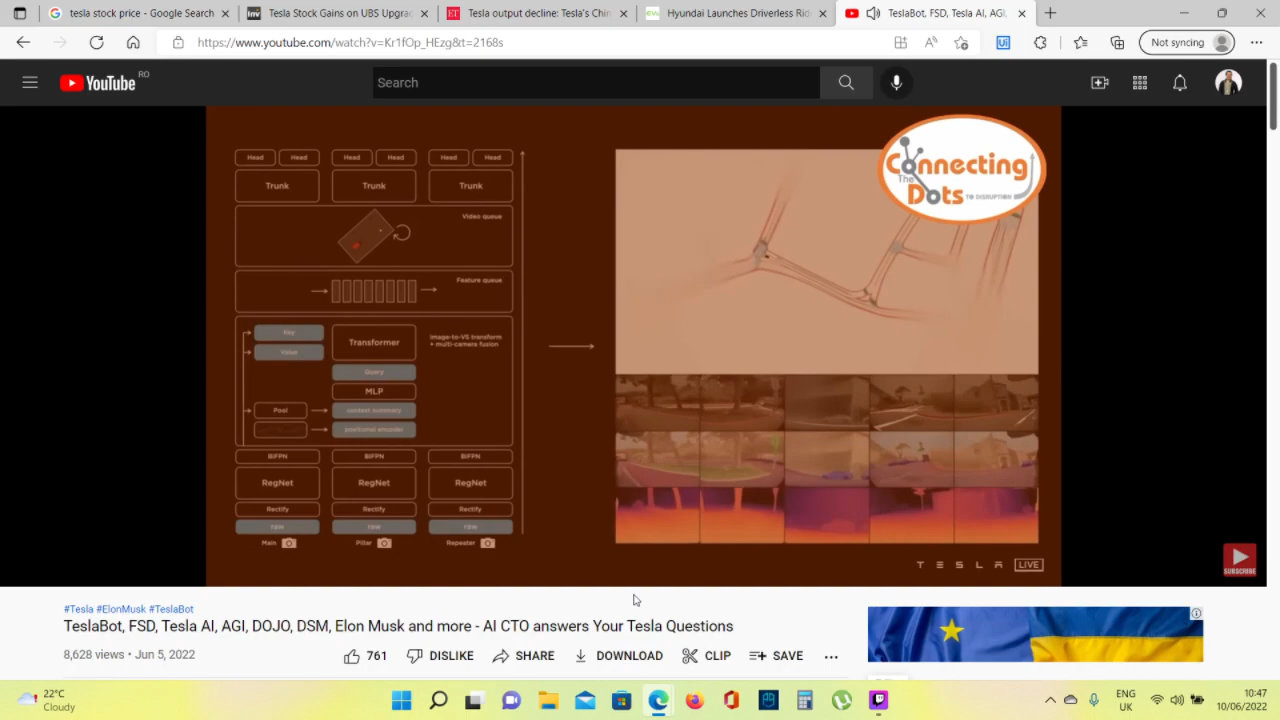 tesla stock price - Google Search
Tesla Stock Gains on UBS Upgra
Tesla output decline: Tesla's Chin
Hyundai Launches Driverless Rid
TeslaBot, FSD, Tesla AI, AGI,
https://www.youtube.com/watch?v=Kr1fOp_HEzg&t=2168s
Not syncing
YouTube RO
Search
Connecting
The
Dots TO DISRUPTION
Head Head Head Head Head Head
Trunk Trunk Trunk
Video queue
Feature queue
Key
Value
Transformer
Image-to-VS transform
+ multi-camera fusion
Query
MLP
Pool
content summary
positional encoder
BiFPN BiFPN BiFPN
RegNet RegNet RegNet
Rectify Rectify Rectify
raw raw raw
Main Pillar Repeater
TESLA LIVE
SUBSCRIBE
#Tesla #ElonMusk #TeslaBot
TeslaBot, FSD, Tesla AI, AGI, DOJO, DSM, Elon Musk and more - AI CTO answers Your Tesla Questions
8,628 views • Jun 5, 2022
761 DISLIKE SHARE DOWNLOAD CLIP SAVE
22°C
Cloudy
ENG
UK
10:47
10/06/2022